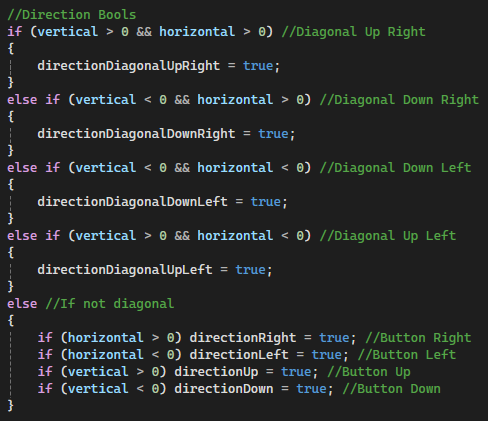 //Direction Bools
if (vertical > 0 && horizontal > 0) //Diagonal Up Right
{
    directionDiagonalUpRight = true;
}
else if (vertical < 0 && horizontal > 0) //Diagonal Down Right
{
    directionDiagonalDownRight = true;
}
else if (vertical < 0 && horizontal < 0) //Diagonal Down Left
{
    directionDiagonalDownLeft = true;
}
else if (vertical > 0 && horizontal < 0) //Diagonal Up Left
{
    directionDiagonalUpLeft = true;
}
else //If not diagonal
{
    if (horizontal > 0) directionRight = true; //Button Right
    if (horizontal < 0) directionLeft = true; //Button Left
    if (vertical > 0) directionUp = true; //Button Up
    if (vertical < 0) directionDown = true; //Button Down
}